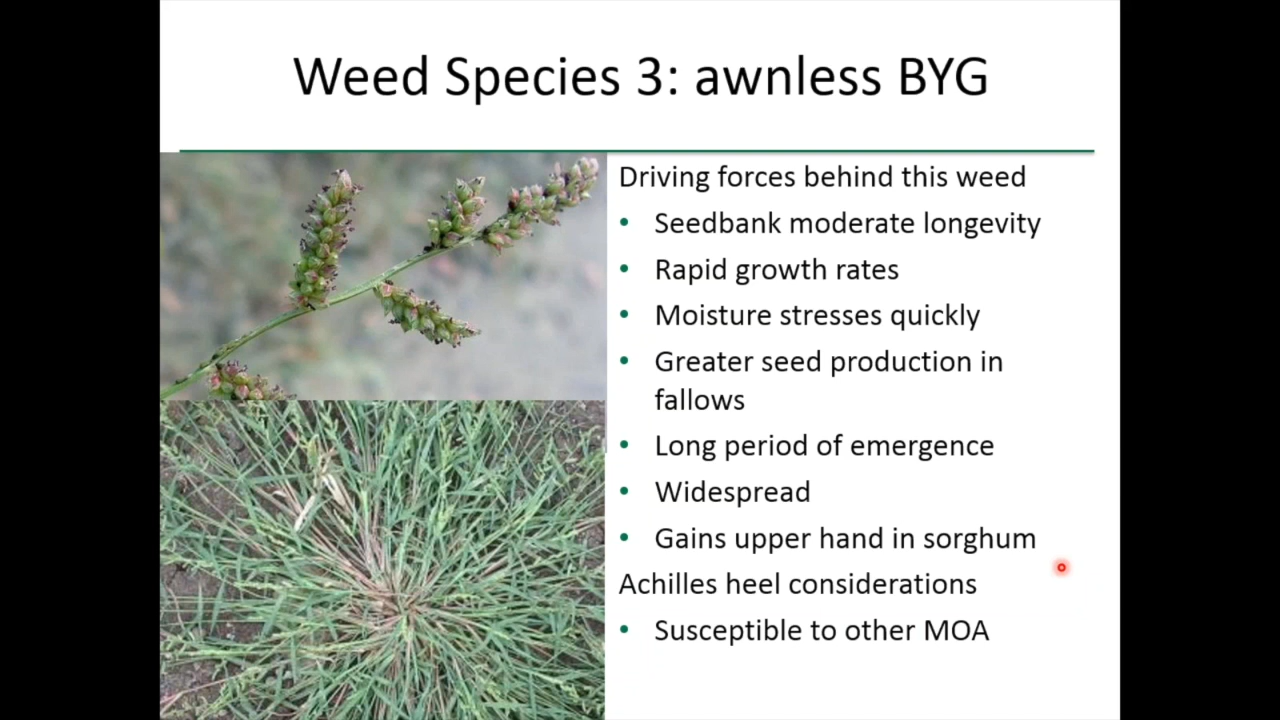 Weed Species 3: awnless BYG
Driving forces behind this weed
• Seedbank moderate longevity
• Rapid growth rates
• Moisture stresses quickly
• Greater seed production in
fallows
• Long period of emergence
• Widespread
• Gains upper hand in sorghum
Achilles heel considerations
• Susceptible to other MOA